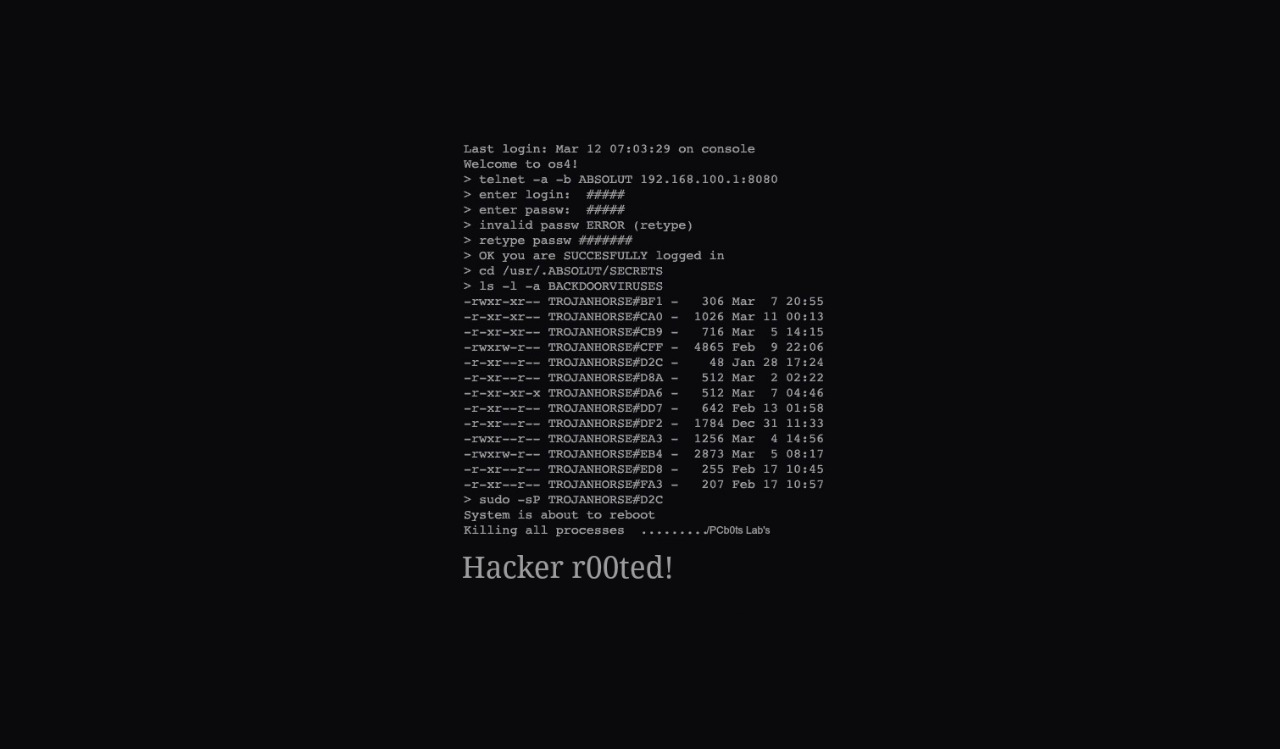 Last login: Mar 12 07:03:29 on console
Welcome to os4!
> telnet -a -b ABSOLUT 192.168.100.1:8080
> enter login:  #####
> enter passw:  #####
> invalid passw ERROR (retype)
> retype passw #######
> OK you are SUCCESFULLY logged in
> cd /usr/.ABSOLUT/SECRETS
> ls -l -a BACKDOORVIRUSES
-rwxr-xr-- TROJANHORSE#BF1 -   306 Mar  7 20:55
-r-xr-xr-- TROJANHORSE#CA0 -  1026 Mar 11 00:13
-r-xr-xr-- TROJANHORSE#CB9 -   716 Mar  5 14:15
-rwxrw-r-- TROJANHORSE#CFF -  4865 Feb  9 22:06
-r-xr--r-- TROJANHORSE#D2C -    48 Jan 28 17:24
-r-xr--r-- TROJANHORSE#D8A -   512 Mar  2 02:22
-r-xr-xr-x TROJANHORSE#DA6 -   512 Mar  7 04:46
-r-xr--r-- TROJANHORSE#DD7 -   642 Feb 13 01:58
-r-xr--r-- TROJANHORSE#DF2 -  1784 Dec 31 11:33
-rwxr--r-- TROJANHORSE#EA3 -  1256 Mar  4 14:56
-rwxrw-r-- TROJANHORSE#EB4 -  2873 Mar  5 08:17
-r-xr--r-- TROJANHORSE#ED8 -   255 Feb 17 10:45
-r-xr--r-- TROJANHORSE#FA3 -   207 Feb 17 10:57
> sudo -sP TROJANHORSE#D2C
System is about to reboot
Killing all processes  ........./PCb0ts Lab's
Hacker r00ted!